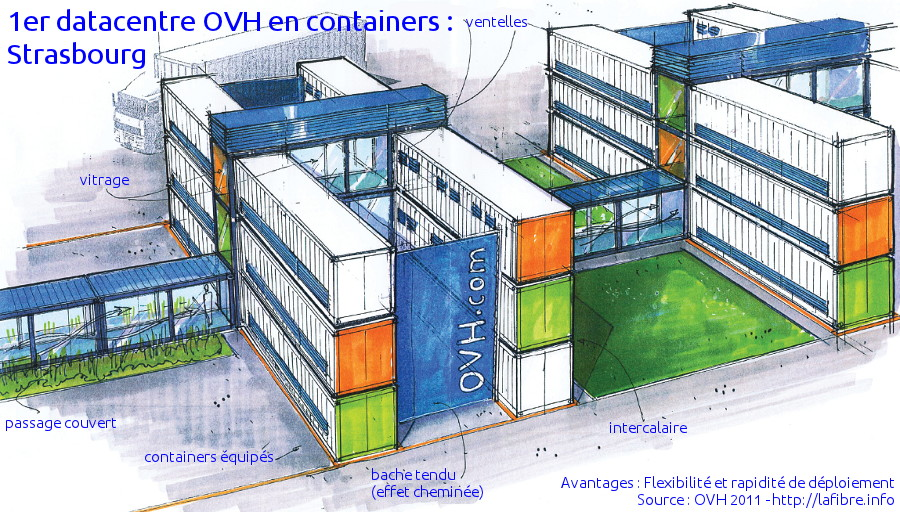 1er datacentre OVH en containers :
Strasbourg
ventelles
vitrage
OVH.com
passage couvert
containers équipés
intercalaire
bache tendu
(effet cheminée)
Avantages : Flexibilité et rapidité de déploiement
Source : OVH 2011 - http://lafibre.info